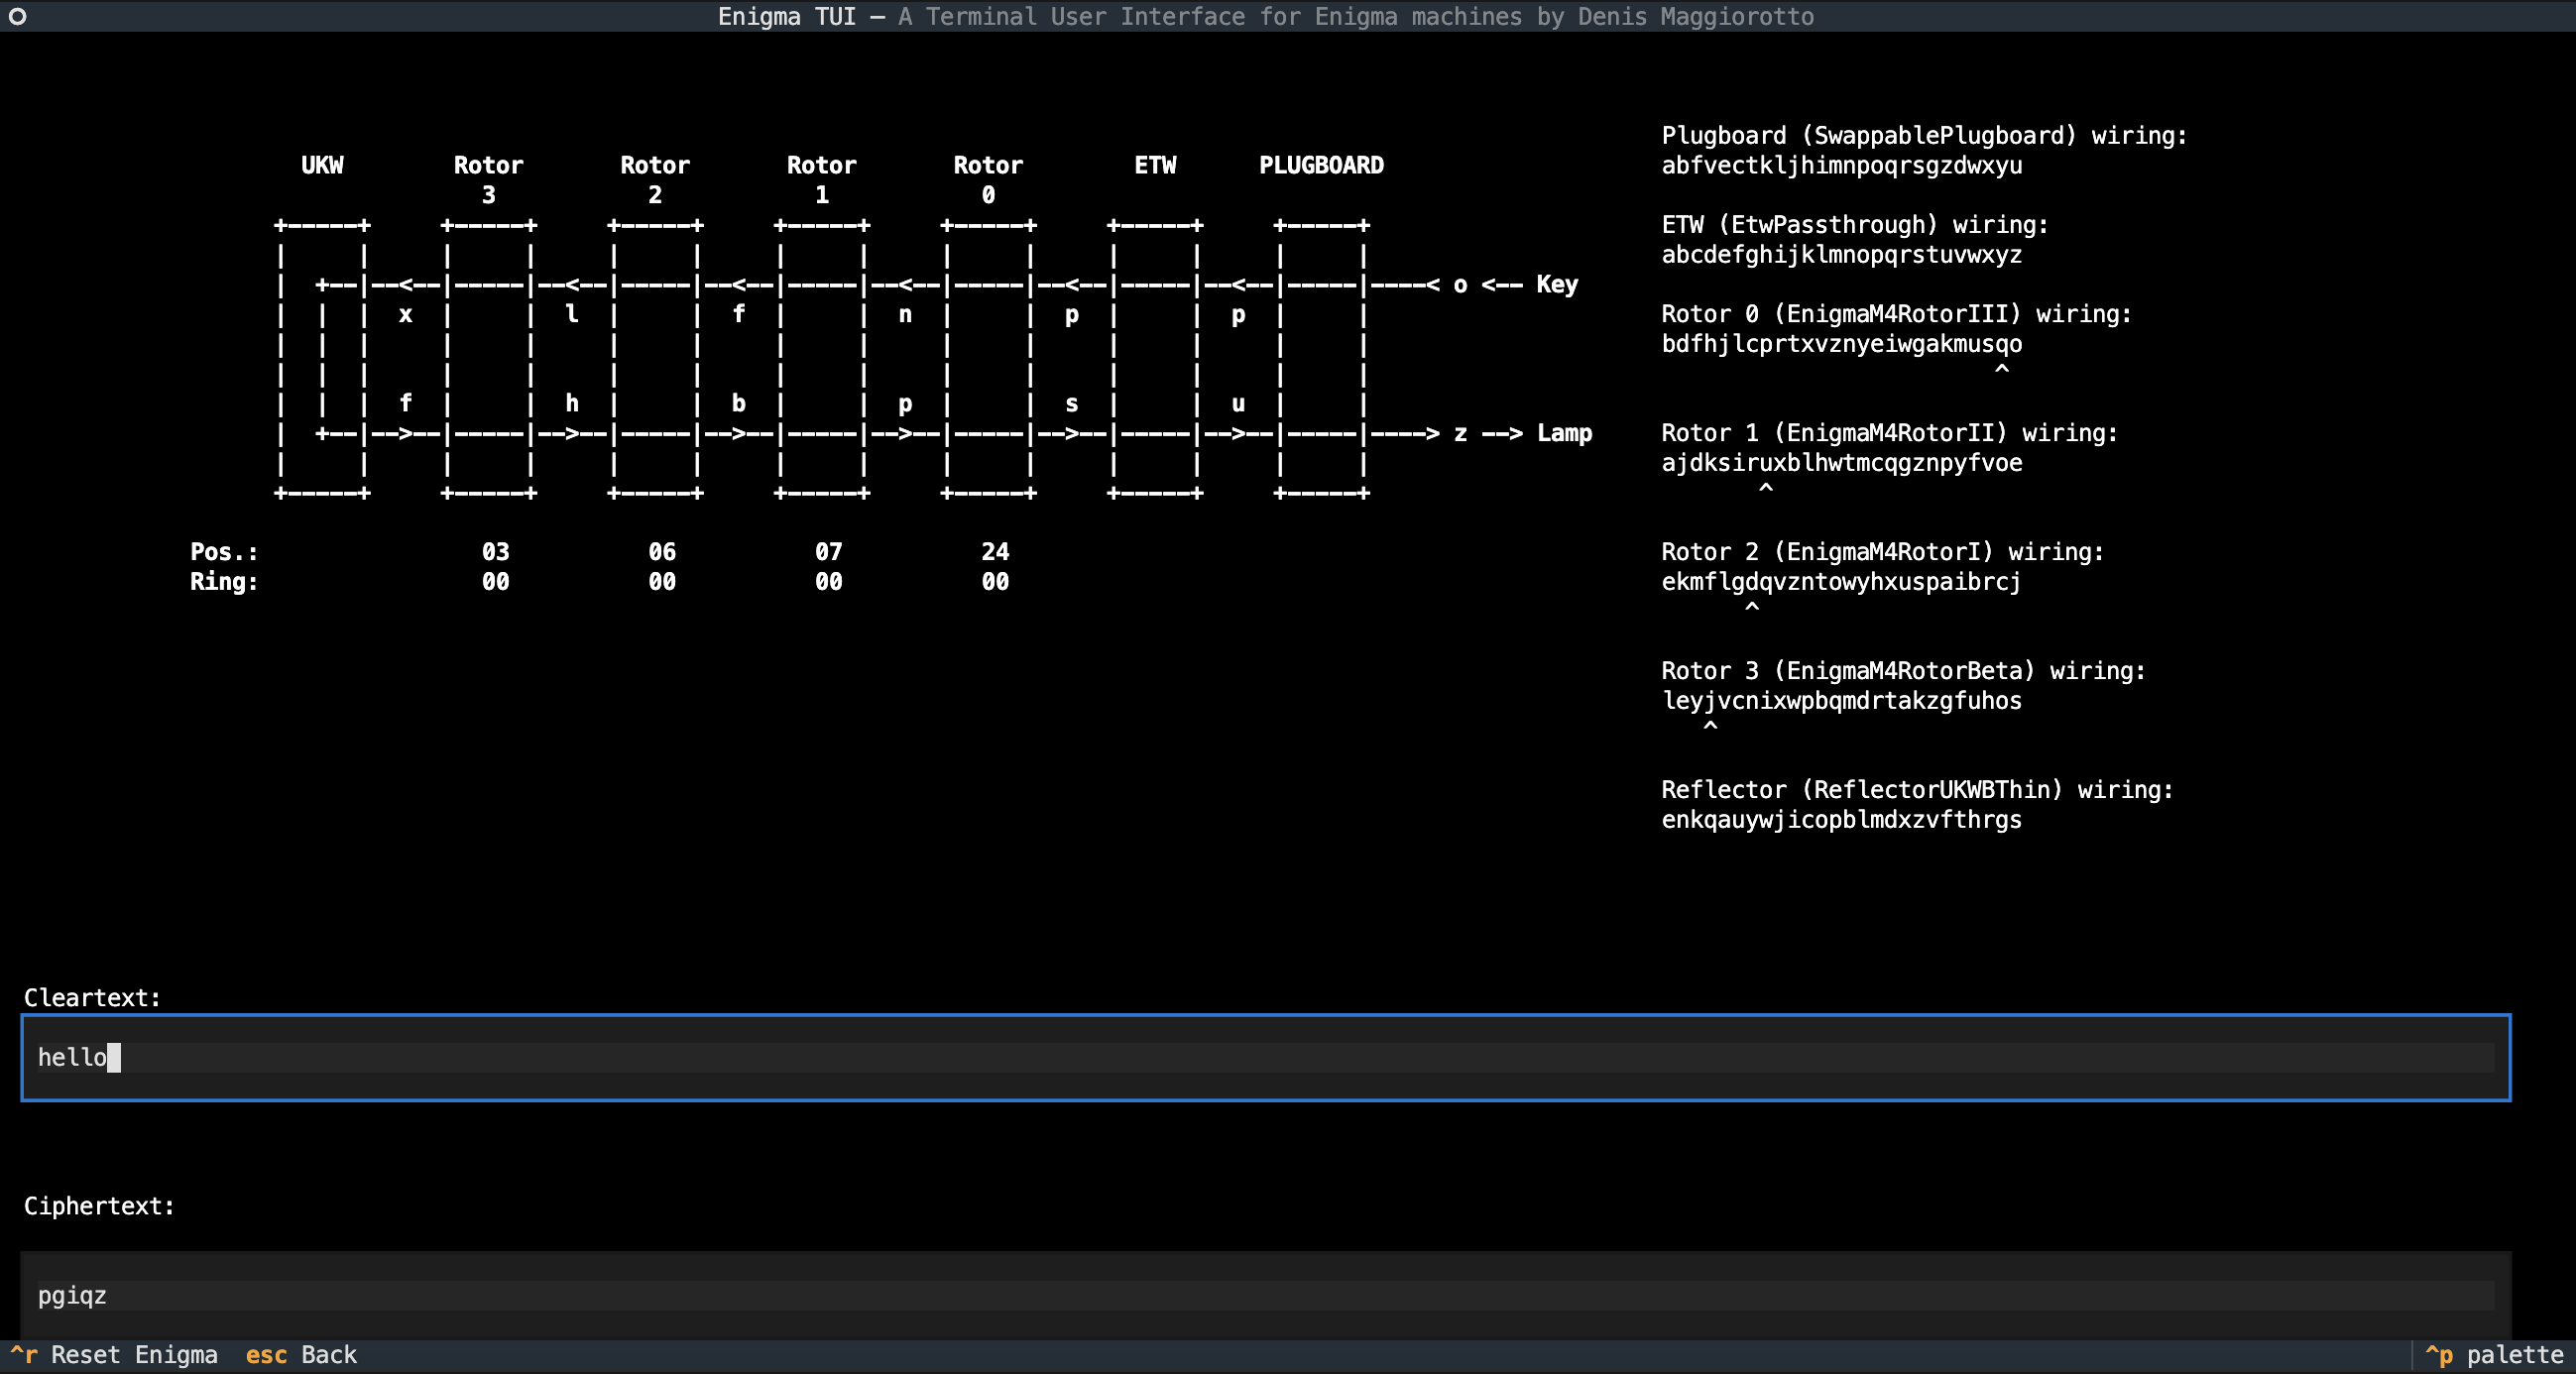 Enigma TUI — A Terminal User Interface for Enigma machines by Denis Maggiorotto
UKW Rotor 3 Rotor 2 Rotor 1 Rotor 0 ETW PLUGBOARD
+--|--<--|-----|--<--|-----|--<--|-----|--<--|-----|--<--|-----|--<--|-----|----< o <-- Key
x l f n p p
f h b p s u
+--|-->--|-----|-->--|-----|-->--|-----|-->--|-----|-->--|-----|-->--|-----|----> z --> Lamp
Pos.: 03 06 07 24
Ring: 00 00 00 00
Plugboard (SwappablePlugboard) wiring:
abfvectkljhimnpoqrsgzdwxyu
ETW (EtwPassthrough) wiring:
abcdefghijklmnopqrstuvwxyz
Rotor 0 (EnigmaM4RotorIII) wiring:
bdfhjlcprtxvznyeiwgakmusqo
^
Rotor 1 (EnigmaM4RotorII) wiring:
ajdksiruxblhwtmcqgznpyfvoe
^
Rotor 2 (EnigmaM4RotorI) wiring:
ekmflgdqvzntowyhxuspaibrcj
^
Rotor 3 (EnigmaM4RotorBeta) wiring:
leyjvcnixwpbqmdrtakzgfuhos
^
Reflector (ReflectorUKWBThin) wiring:
enkqauywjicopblmdxzvfthrgs
Cleartext:
hello
Ciphertext:
pgiqz
^r Reset Enigma esc Back ^p palette